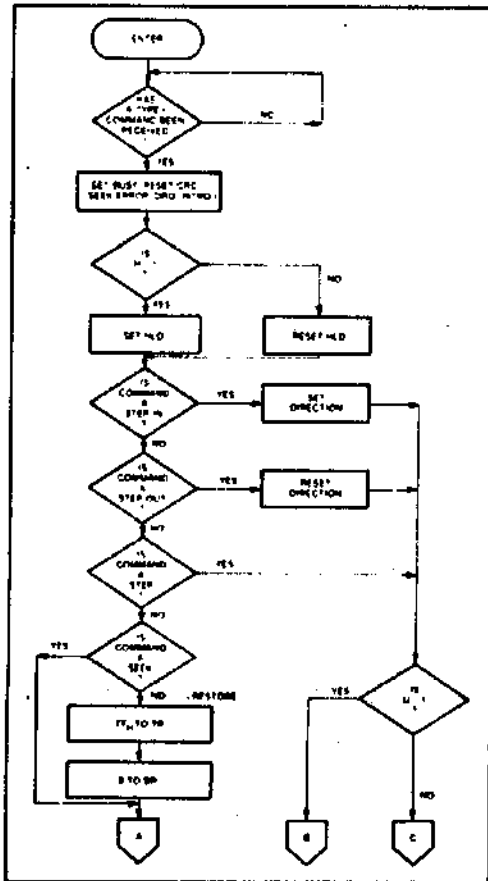 ENTER
HAS
A TYPE I
COMMAND BEEN
RECEIVED
NO
YES
SET BUSY, RESET CRC,
SEEK ERROR, DRQ, INTRQ
IS
NO
YES
SET HLD
RESET HLD
IS
COMMAND
A
STEP IN
?
YES
SET
DIRECTION
NO
IS
COMMAND
A
STEP OUT
?
YES
RESET
DIRECTION
NO
IS
COMMAND
A
STEP
?
YES
NO
IS
COMMAND
A
SEEK
?
YES
NO
RESTORE
TO TR
TO
IS
YES
NO
A
B
C